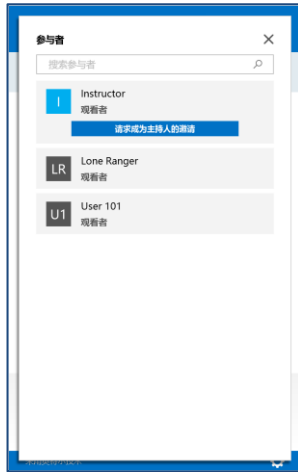 参与者
搜索参与者
I
Instructor
观看者
请求成为主持人的邀请
LR
Lone Ranger
观看者
U1
User 101
观看者